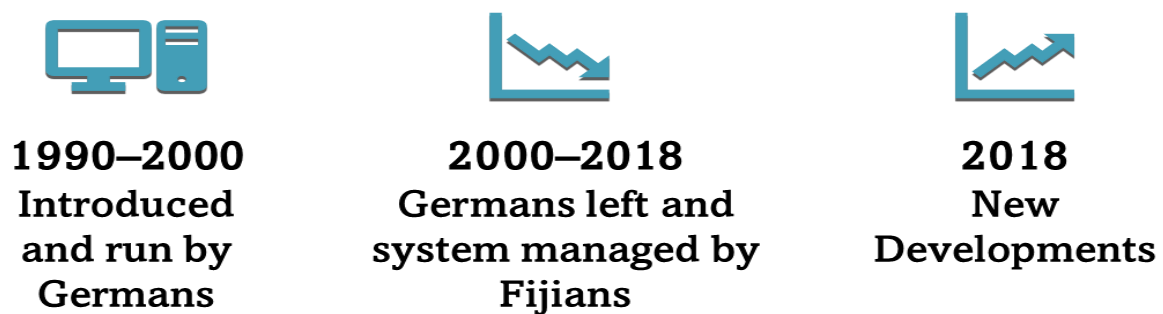 1990–2000
Introduced
and run by
Germans
2000–2018
Germans left and
system managed by
Fijians
2018
New
Developments